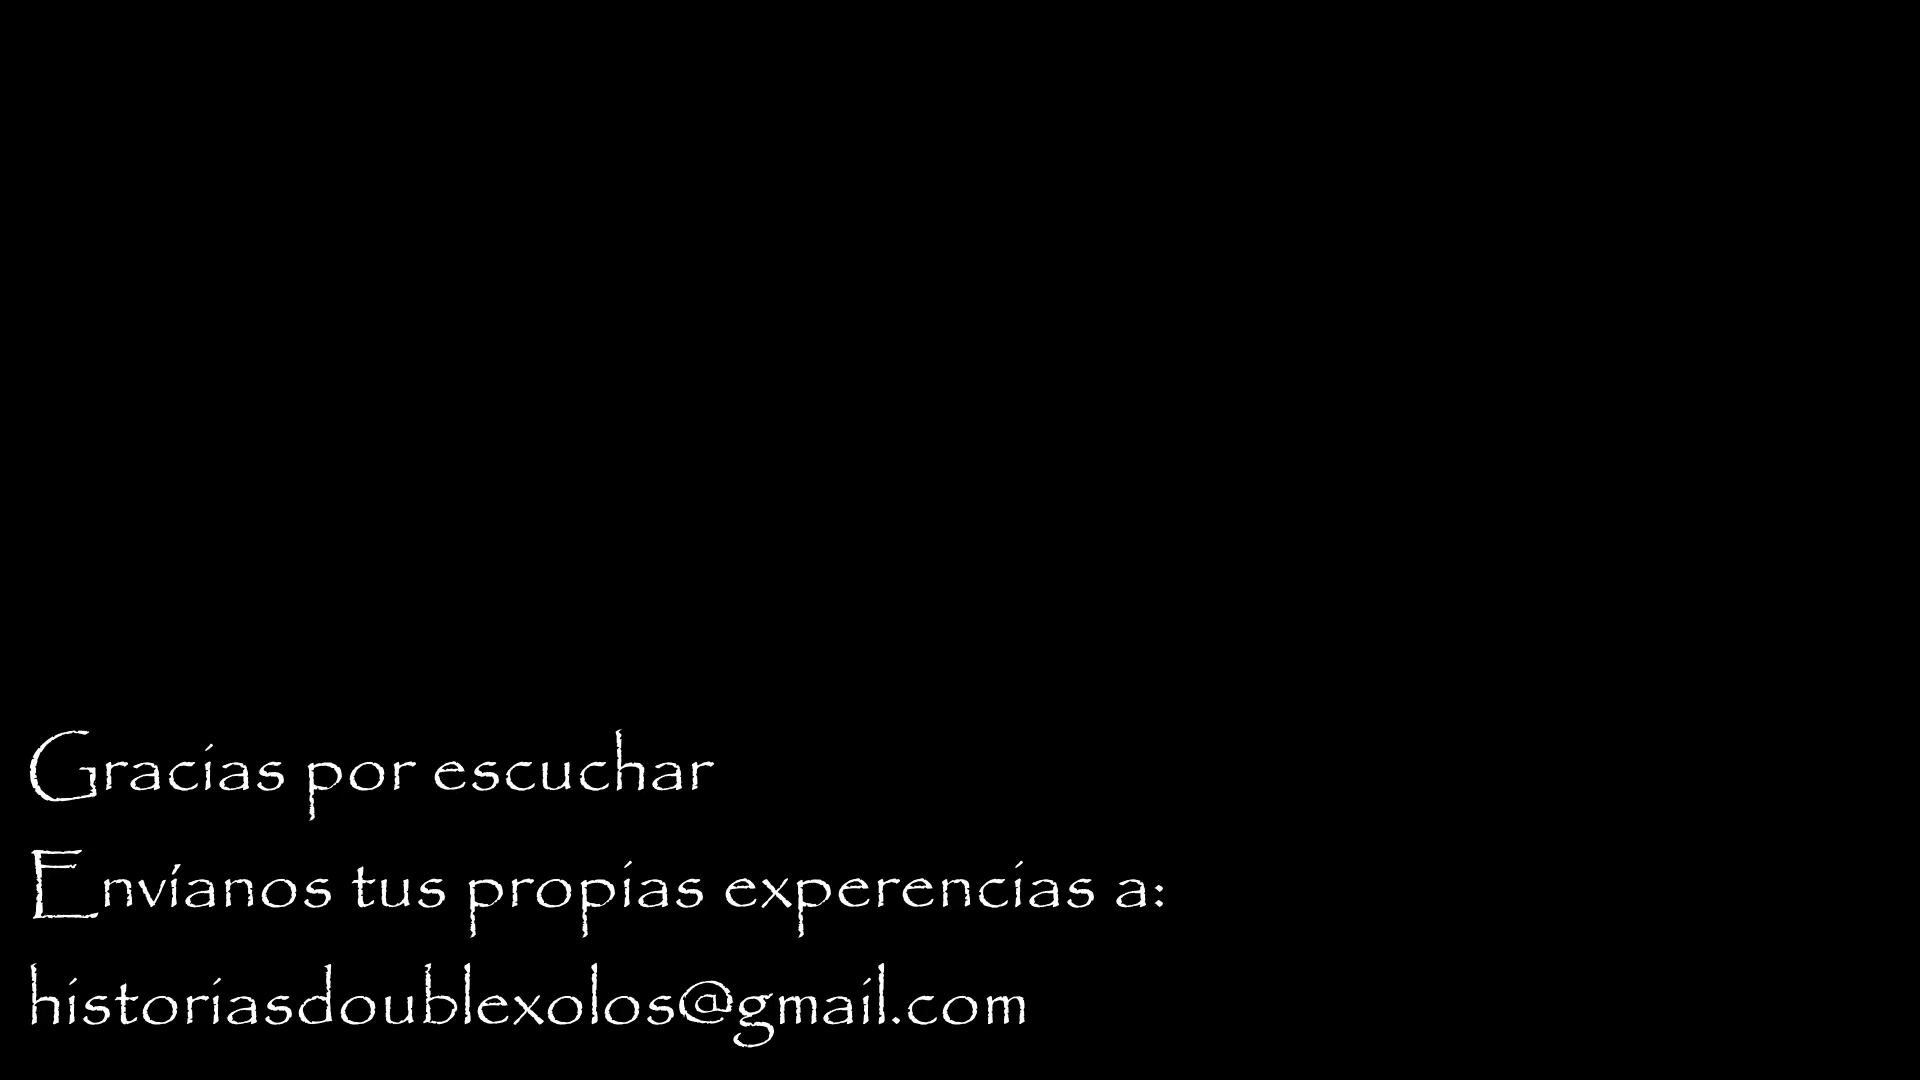 Gracias por escuchar
Envíanos tus propias experencias a:
historiasdoublexolos@gmail.com